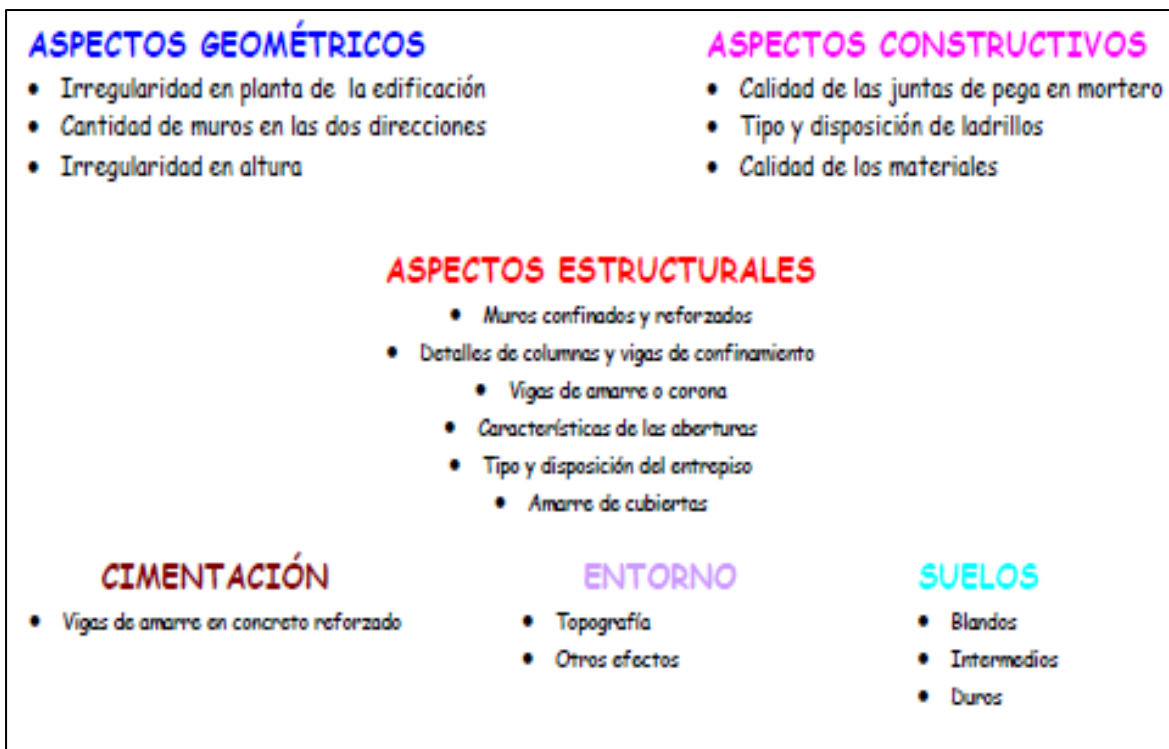 ASPECTOS GEOMÉTRICOS
• Irregularidad en planta de la edificación
• Cantidad de muros en las dos direcciones
• Irregularidad en altura
ASPECTOS CONSTRUCTIVOS
• Calidad de las juntas de pega en mortero
• Tipo y disposición de ladrillos
• Calidad de los materiales
ASPECTOS ESTRUCTURALES
• Muros confinados y reforzados
• Detalles de columnas y vigas de confinamiento
• Vigas de amarre o corona
• Características de las aberturas
• Tipo y disposición del entrepiso
• Amarre de cubiertas
CIMENTACIÓN
• Vigas de amarre en concreto reforzado
ENTORNO
• Topografía
• Otros efectos
SUELOS
• Blandos
• Intermedios
• Duros